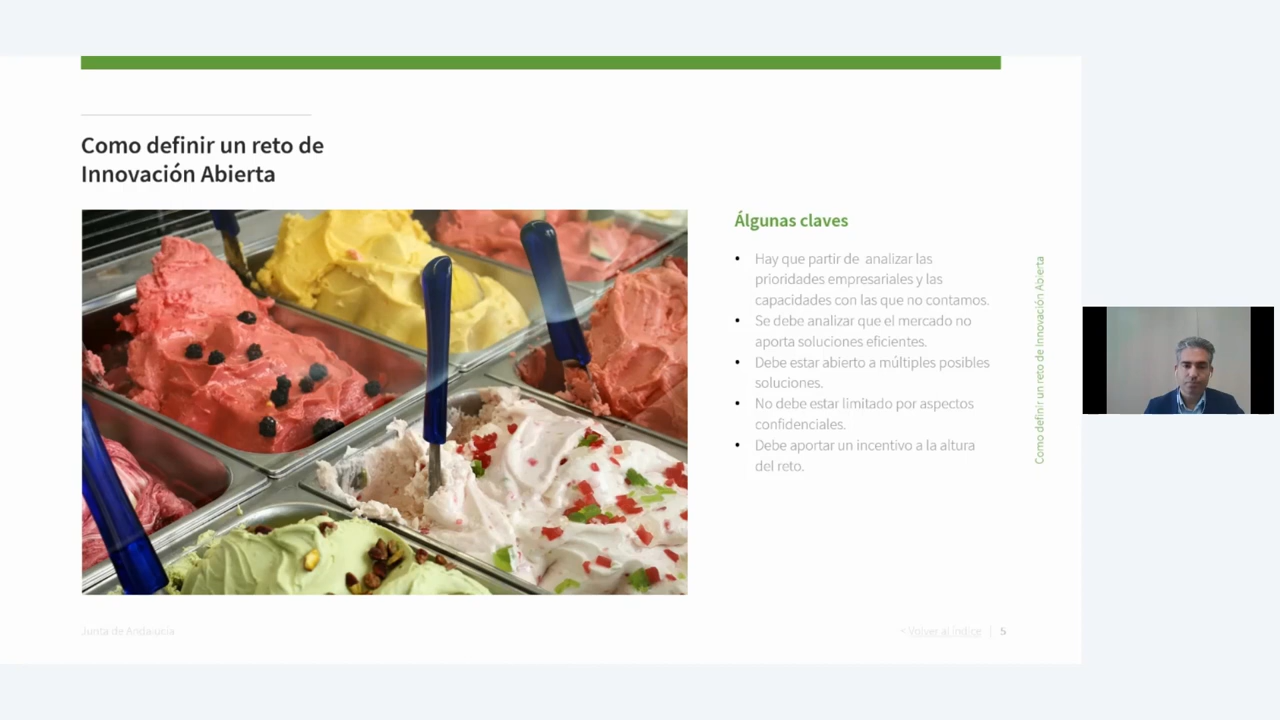 Como definir un reto de
Innovación Abierta
Álgunas claves
• Hay que partir de analizar las
prioridades empresariales y las
capacidades con las que no contamos.
• Se debe analizar que el mercado no
aporta soluciones eficientes.
• Debe estar abierto a múltiples posibles
soluciones.
• No debe estar limitado por aspectos
confidenciales.
• Debe aportar un incentivo a la altura
del reto.
Como definir un reto de Innovación Abierta
Junta de Andalucía
< Volver al índice | 5